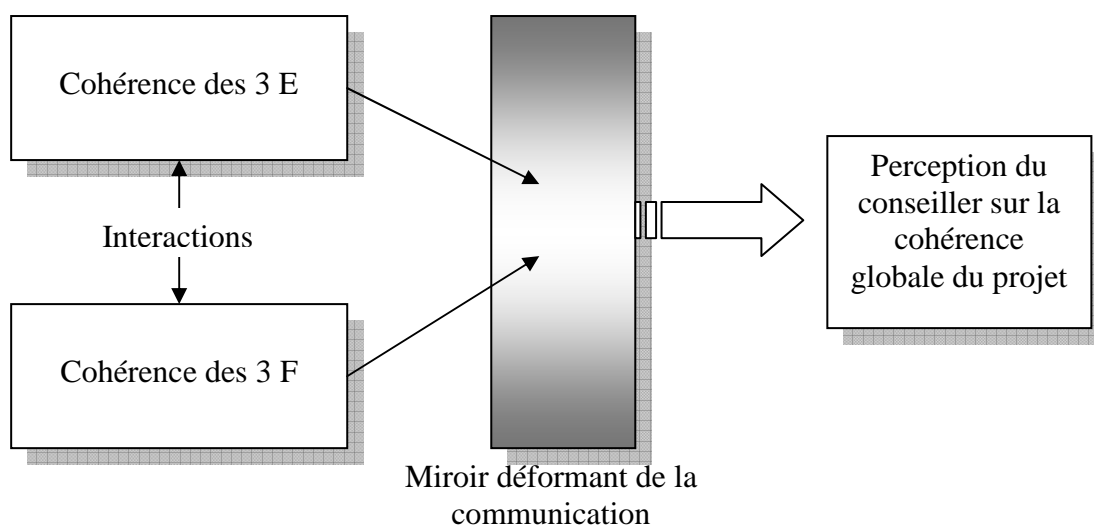 Cohérence des 3 E
Interactions
Cohérence des 3 F
Miroir déformant de la
communication
Perception du
conseiller sur la
cohérence
globale du projet